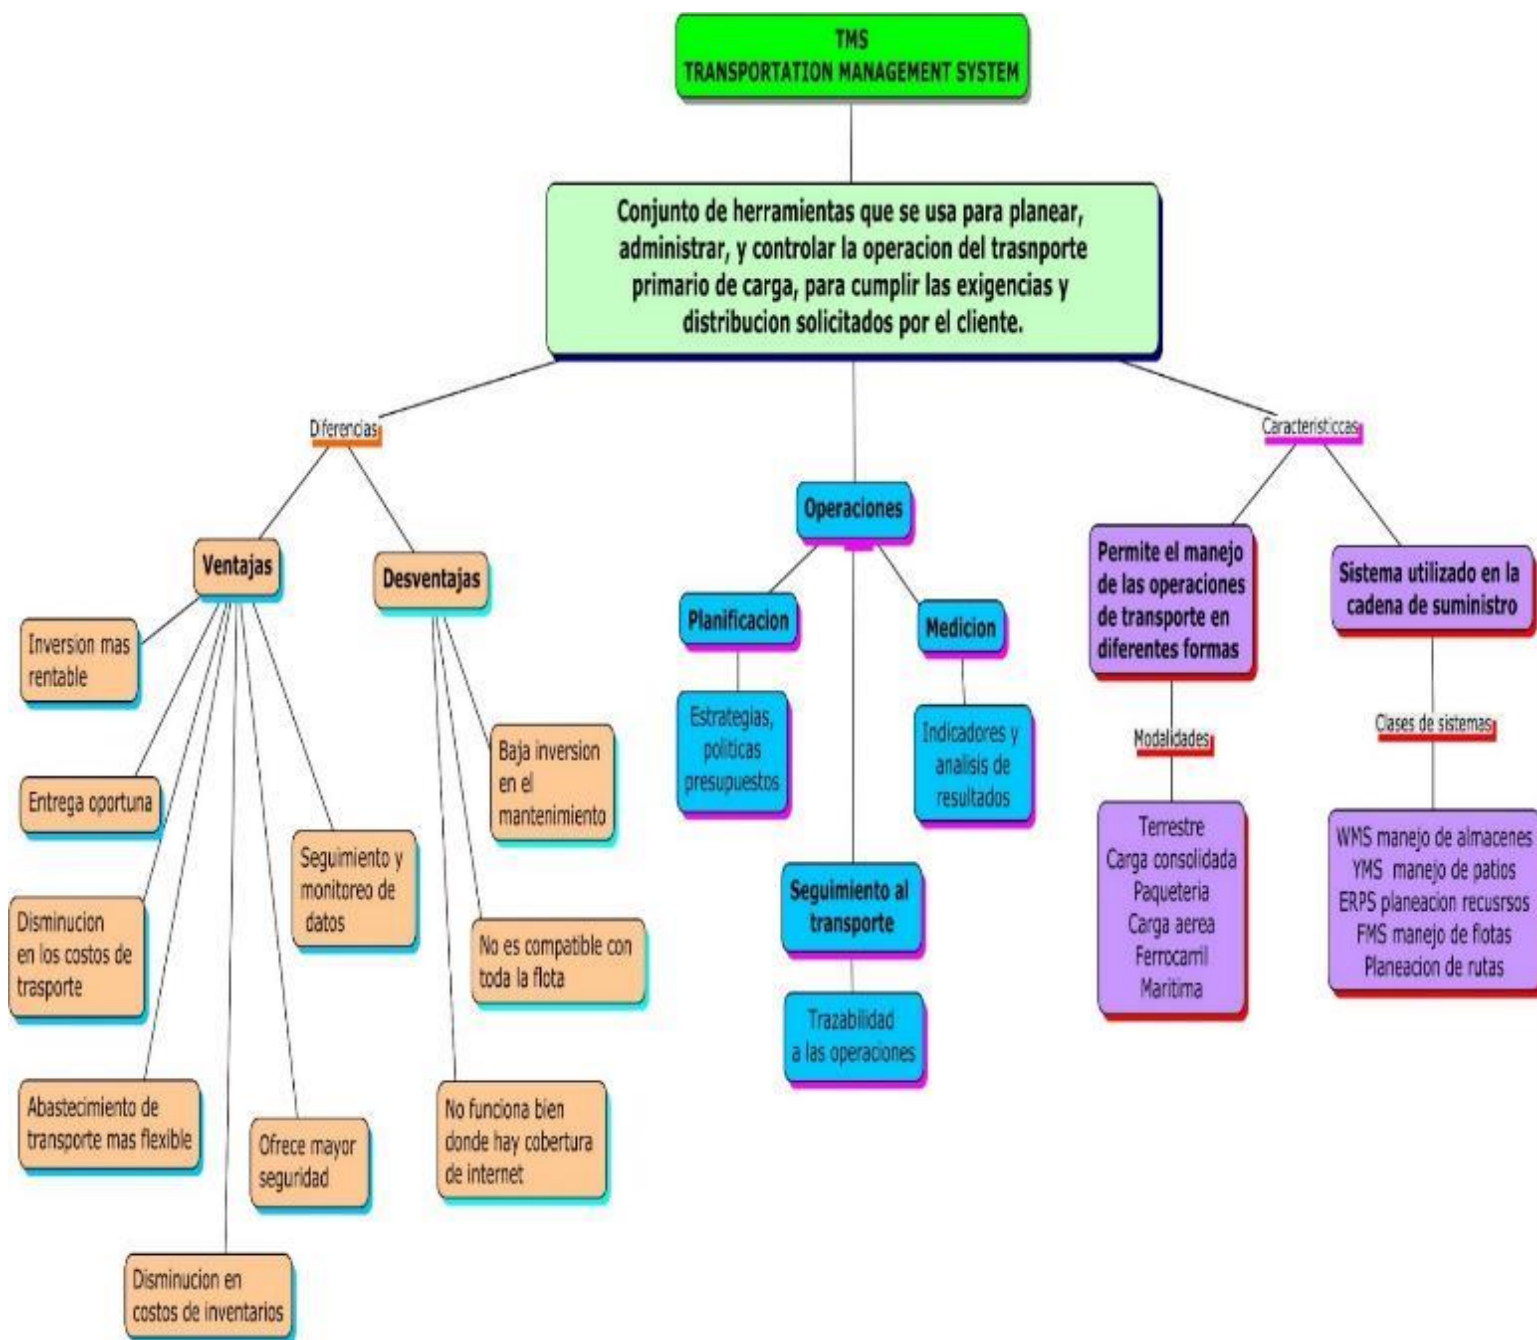 TMS
TRANSPORTATION MANAGEMENT SYSTEM
Conjunto de herramientas que se usa para planear,
administrar, y controlar la operacion del trasnporte
primario de carga, para cumplir las exigencias y
distribucion solicitados por el cliente.
Diferencias
Ventajas
Inversion mas
rentable
Entrega oportuna
Disminucion
en los costos de
trasporte
Abastecimiento de
transporte mas flexible
Disminucion en
costos de inventarios
Ofrece mayor
seguridad
Seguimiento y
monitoreo de
datos
Desventajas
Baja inversion
en el
mantenimiento
No es compatible con
toda la flota
No funciona bien
donde hay cobertura
de internet
Operaciones
Planificacion
Estrategias,
politicas
presupuestos
Seguimiento al
transporte
Trazabilidad
a las operaciones
Medicion
Indicadores y
analisis de
resultados
Caracteristiccas
Permite el manejo
de las operaciones
de transporte en
diferentes formas
Modalidades
Terrestre
Carga consolidada
Paqueteria
Carga aerea
Ferrocarril
Maritima
Sistema utilizado en la
cadena de suministro
Clases de sistemas
WMS manejo de almacenes
YMS manejo de patios
ERPS planeacion recusrsos
FMS manejo de flotas
Planeacion de rutas